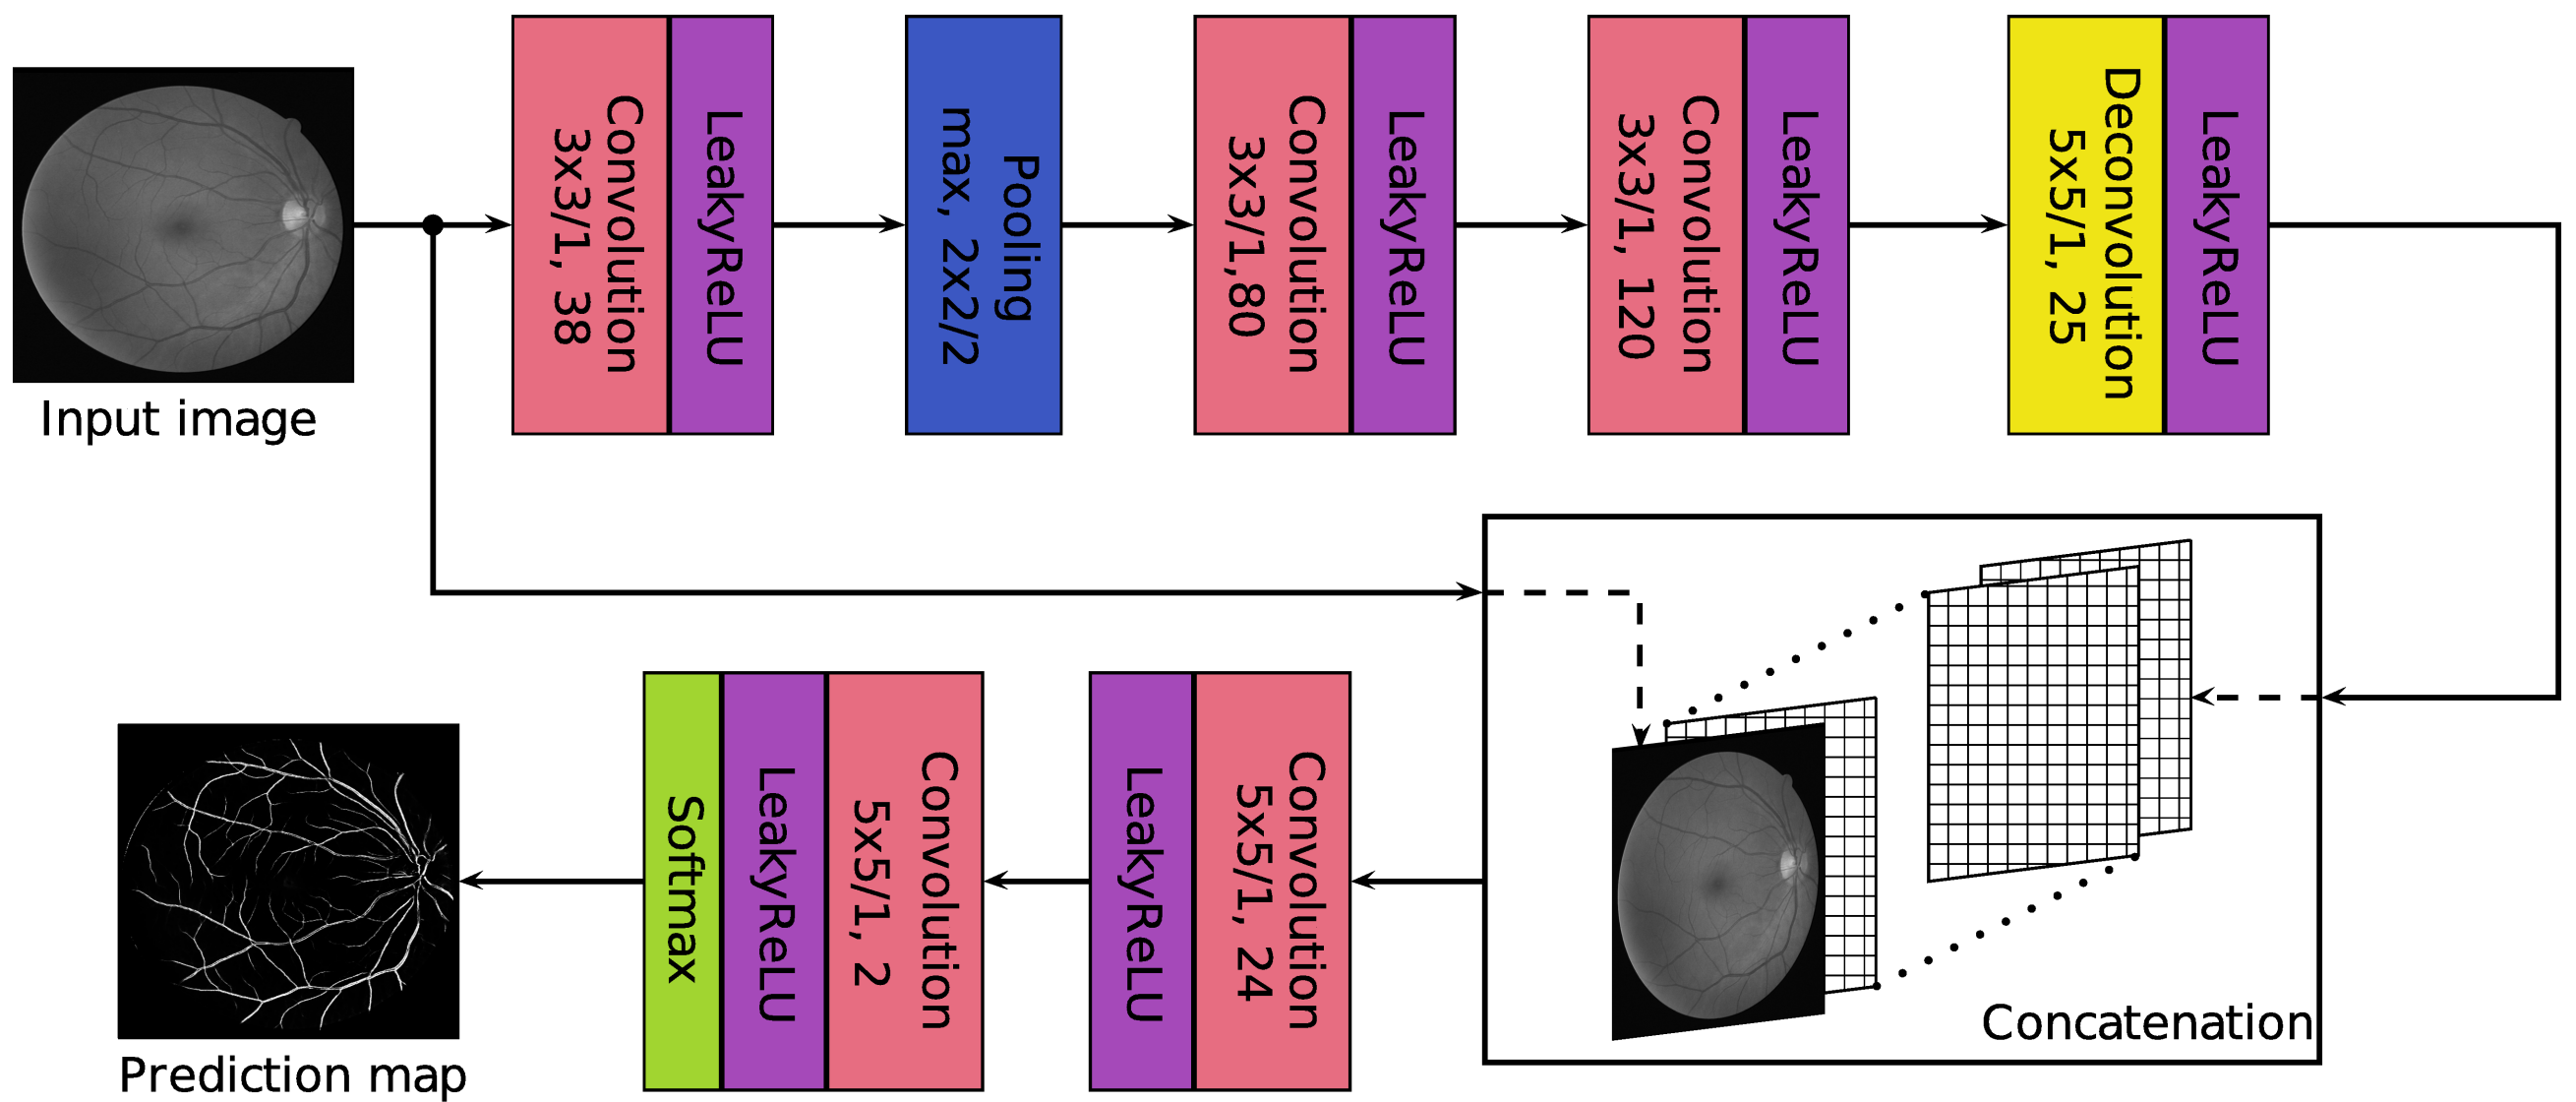 Input image
Convolution
3x3/1, 38
LeakyReLU
Pooling
max, 2x2/2
Convolution
3x3/1,80
LeakyReLU
Convolution
3x3/1, 120
LeakyReLU
Deconvolution
5x5/1, 25
LeakyReLU
Concatenation
Convolution
5x5/1, 24
LeakyReLU
Convolution
5x5/1, 2
LeakyReLU
Softmax
Prediction map